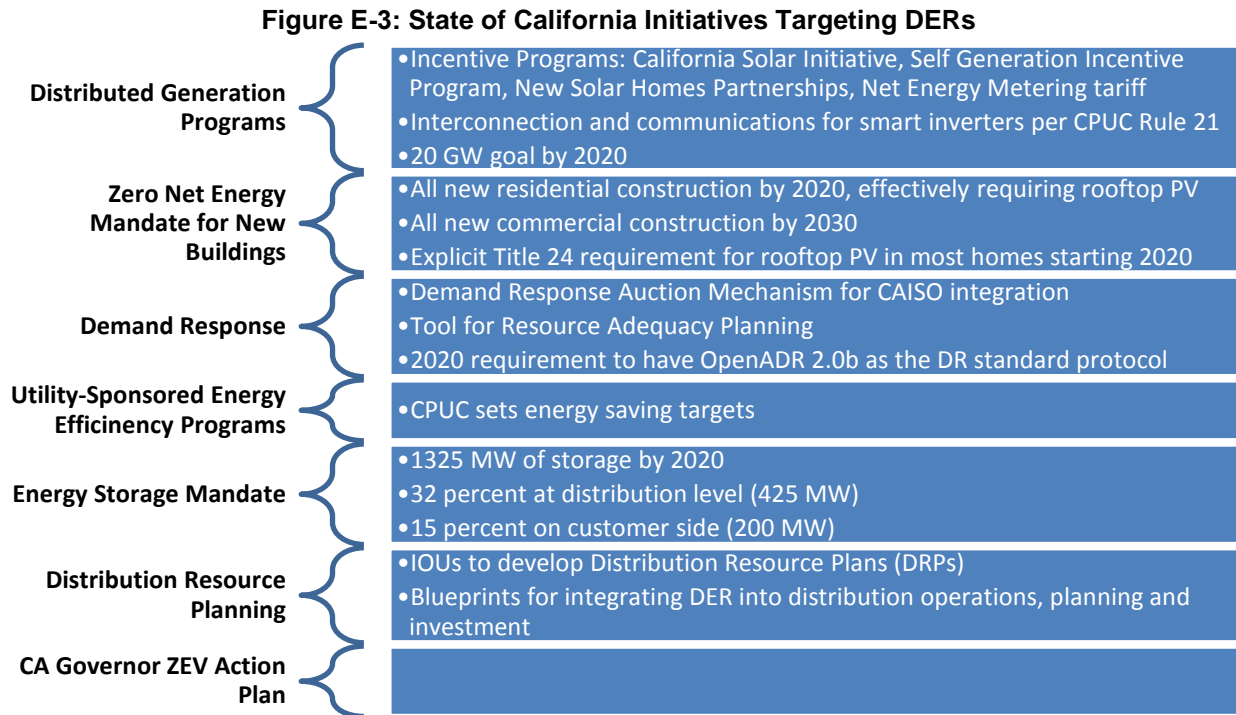 Figure E-3: State of California Initiatives Targeting DERs
Distributed Generation
Programs
•Incentive Programs: California Solar Initiative, Self Generation Incentive
Program, New Solar Homes Partnerships, Net Energy Metering tariff
•Interconnection and communications for smart inverters per CPUC Rule 21
•20 GW goal by 2020
Zero Net Energy
Mandate for New
Buildings
•All new residential construction by 2020, effectively requiring rooftop PV
•All new commercial construction by 2030
•Explicit Title 24 requirement for rooftop PV in most homes starting 2020
Demand Response
•Demand Response Auction Mechanism for CAISO integration
•Tool for Resource Adequacy Planning
•2020 requirement to have OpenADR 2.0b as the DR standard protocol
Utility-Sponsored Energy
Efficinency Programs
•CPUC sets energy saving targets
Energy Storage Mandate
•1325 MW of storage by 2020
•32 percent at distribution level (425 MW)
•15 percent on customer side (200 MW)
Distribution Resource
Planning
•IOUs to develop Distribution Resource Plans (DRPs)
•Blueprints for integrating DER into distribution operations, planning and
investment
CA Governor ZEV Action
Plan